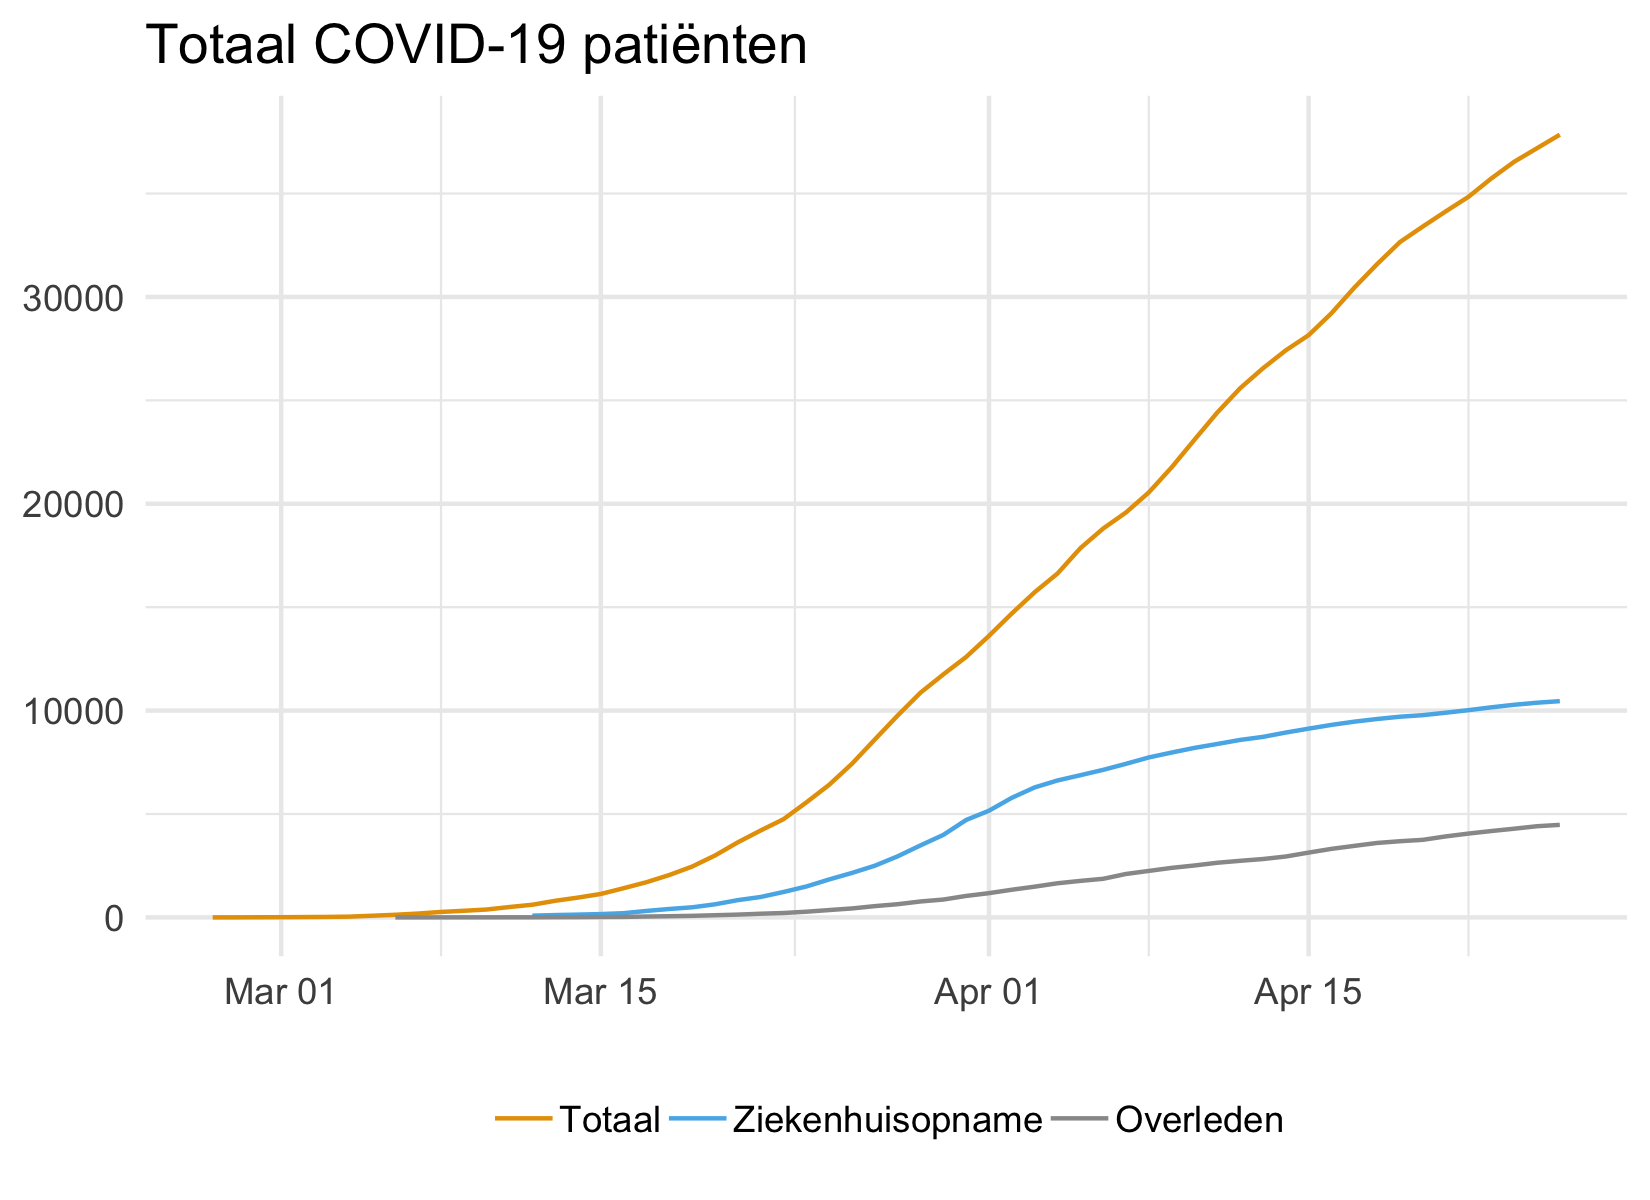 Totaal COVID-19 patiënten
30000
20000
10000
0
Mar 01 Mar 15 Apr 01 Apr 15
Totaal Ziekenhuisopname Overleden